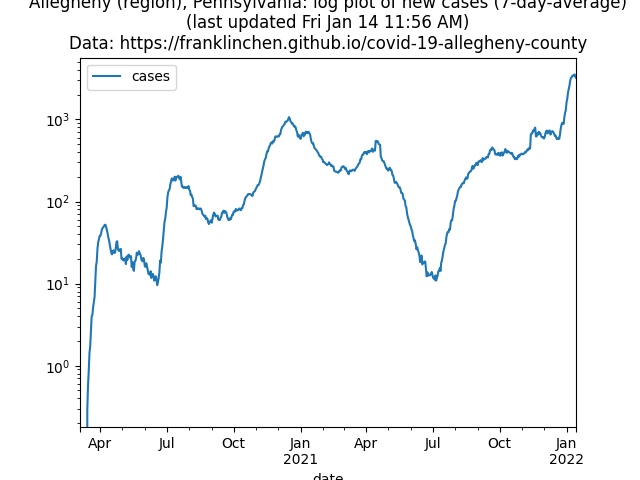 Allegheny (region), Pennsylvania: log plot of new cases (7-day-average)
(last updated Fri Jan 14 11:56 AM)
Data: https://franklinchen.github.io/covid-19-allegheny-county
cases
10³
10²
10¹
10⁰
Apr Jul Oct Jan Apr Jul Oct Jan
2021 2022
date